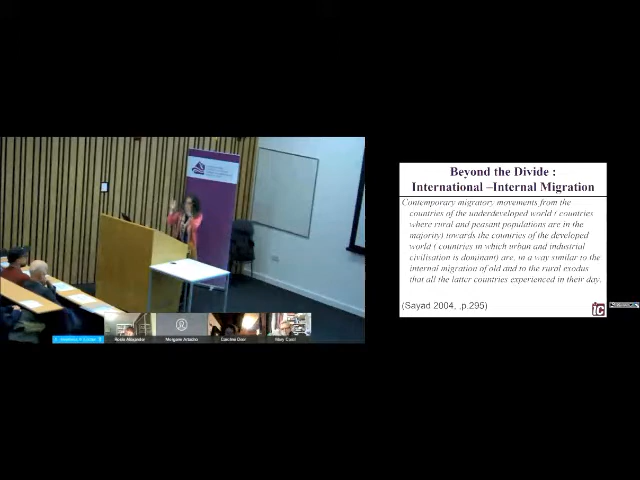 Beyond the Divide :
International –Internal Migration
Contemporary migratory movements from the
countries of the underdeveloped world ( countries
where rural and peasant populations are in the
majority) towards the countries of the developed
world ( countries in which urban and industrial
civilisation is dominant) are, in a way similar to the
internal migration of old and to the rural exodus
that all the latter countries experienced in their day.
(Sayad 2004, .p.295)
ic
Morgane
Caroline